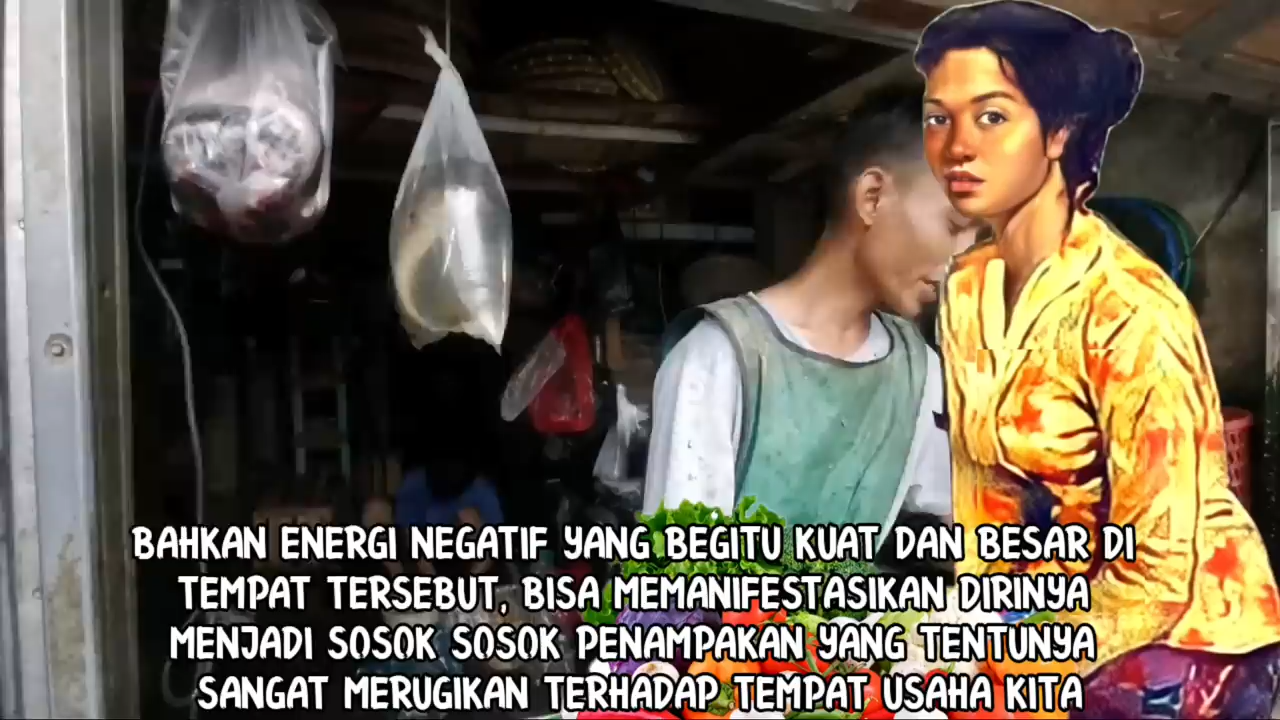 BAHKAN ENERGI NEGATIF YANG BEGITU KUAT DAN BESAR DI
TEMPAT TERSEBUT, BISA MEMANIFESTASIKAN DIRINYA
MENJADI SOSOK SOSOK PENAMPAKAN YANG TENTUNYA
SANGAT MERUGIKAN TERHADAP TEMPAT USAHA KITA